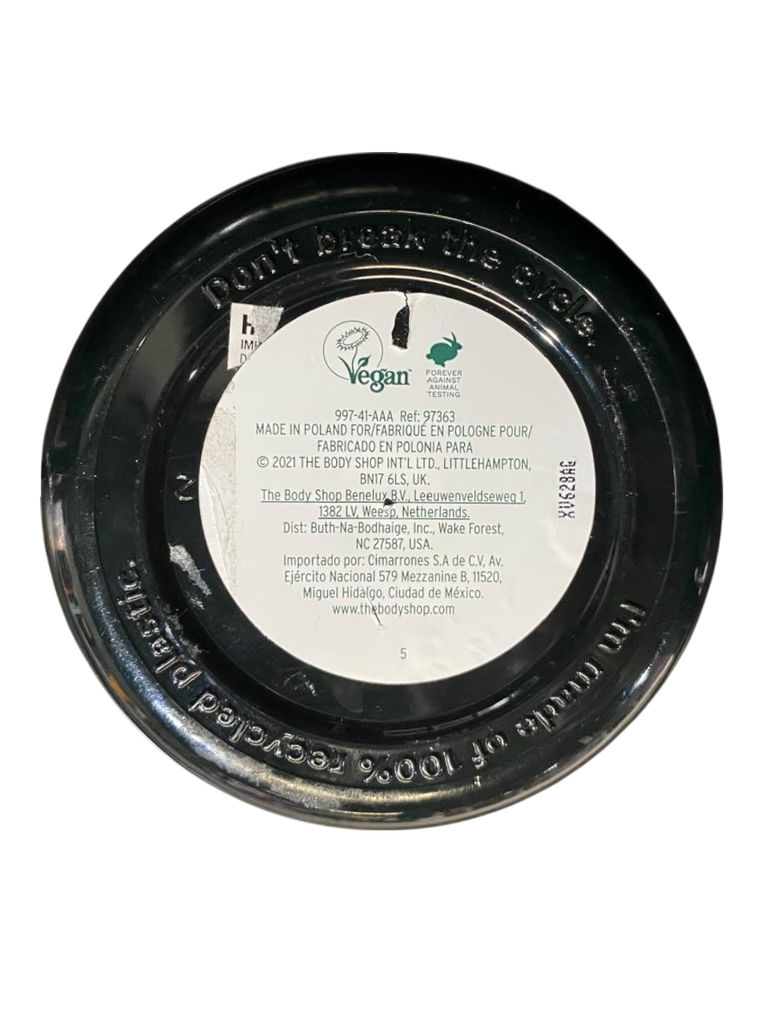 Don't break the cycle.
H
Vegan™
FOREVER
AGAINST
ANIMAL
TESTING
997-41-AAA Ref: 97363
MADE IN POLAND FOR/FABRIQUÉ EN POLOGNE POUR/
FABRICADO EN POLONIA PARA
© 2021 THE BODY SHOP INT'L LTD., LITTLEHAMPTON,
BN17 6LS, UK.
The Body Shop Benelux B.V., Leeuwenveldseweg 1,
1382 LV, Weesp, Netherlands.
Dist: Buth-Na-Bodhaige, Inc., Wake Forest,
NC 27587, USA.
Importado por: Cimarrones S.A de C.V, Av.
Ejército Nacional 579 Mezzanine B, 11520,
Miguel Hidalgo, Ciudad de México.
www.thebodyshop.com
5
XV628AG
2
I'm made of 100% recycled plastic.